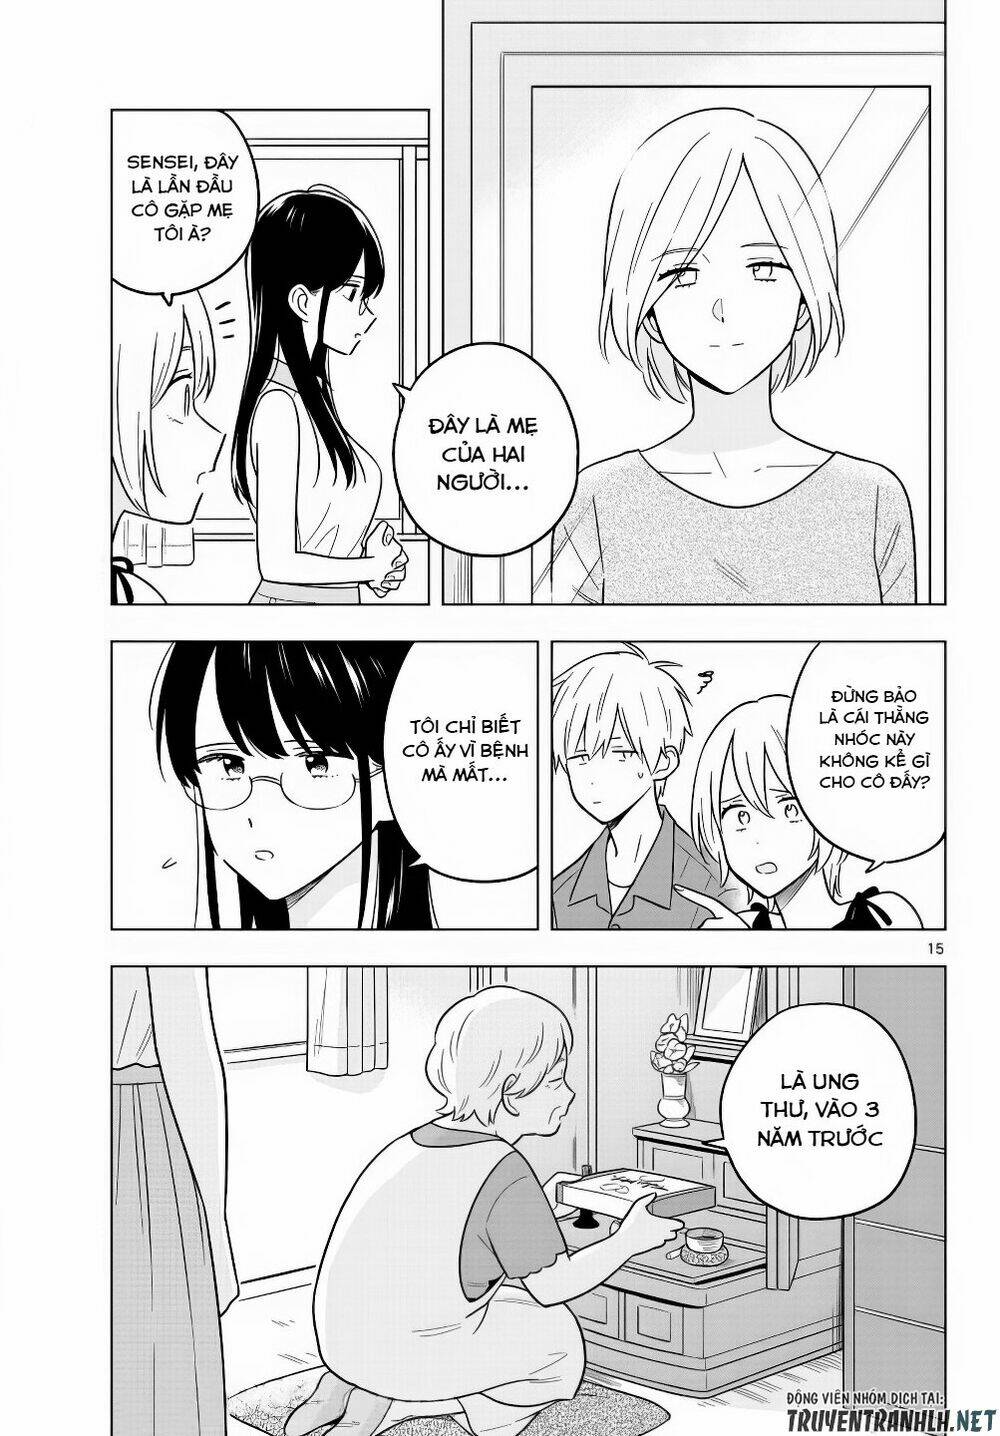 ĐÂY LÀ MẸ
CỦA HAI
NGƯỜI...
SENSEI, ĐÂY
LÀ LẦN ĐẦU
CÔ GẶP MẸ
TÔI À?
ĐỪNG BẢO
LÀ CÁI THẰNG
NHÓC NÀY
KHÔNG KỂ GÌ
CHO CÔ ĐẤY?
TÔI CHỈ BIẾT
CÔ ẤY VÌ BỆNH
MÀ MẤT...
15
LÀ UNG
THƯ, VÀO 3
NĂM TRƯỚC
ĐỘNG VIÊN NHÓM DỊCH TẠI:
TRUYENTRANHLH.NET